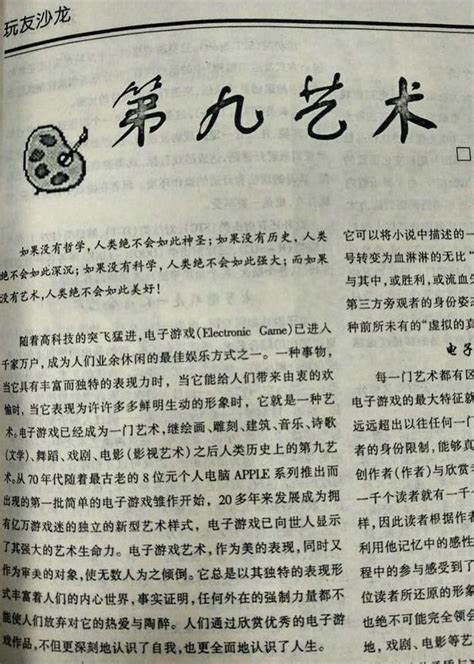 玩友沙龙
第九艺术
□
如果没有哲学，人类绝不会如此神圣；如果没有历史，人类
绝不会如此深沉；如果没有科学，人类绝不会如此强大；而如果
没有艺术，人类绝不会如此美好！
随着高科技的突飞猛进，电子游戏(Electronic Game)已进入
千家万户，成为人们业余休闲的最佳娱乐方式之一。一种事物，
当它具有丰富而独特的表现力时，当它能给人们带来由衷的欢
愉时，当它表现为许许多多鲜明生动的形象时，它就是一种艺
术。电子游戏已经成为一门艺术，继绘画、雕刻、建筑、音乐、诗歌
(文学)、舞蹈、戏剧、电影(影视艺术)之后人类历史上的第九艺
术。从70年代随着最古老的8位元个人电脑APPLE系列推出而
出现的第一批简单的电子游戏雏作开始，20多年来发展成为拥
有亿万游戏迷的独立的新型艺术样式，电子游戏已向世人显示
了其强大的艺术生命力。电子游戏艺术，作为美的表现，同时又
作为审美的对象，使无数人为之倾倒。它总是以其独特的表现形
式丰富着人们的内心世界，事实证明，任何外在的强制力量都不
能使人们放弃对它的热爱与陶醉。人们通过欣赏优秀的电子游
戏作品，不但更深刻地认识了自我，也更全面地认识了人生。
它可以将小说中描述的一
号转变为血淋淋的无比"
与其中，或胜利，或流血失
第三方旁观者的身份姿态
种前所未有的"虚拟的真
电子
每一门艺术都有区
电子游戏的最大特征就
远远超出以往任何一门
者的身份限制，能够真
创作者(作者)与欣赏者
一千个读者就有一千
样，因此读者根据作者
利用他记忆中的感性
程中的参与感受到了
位读者所还原的形象
也绝不可能完全领会
地，戏剧、电影等艺